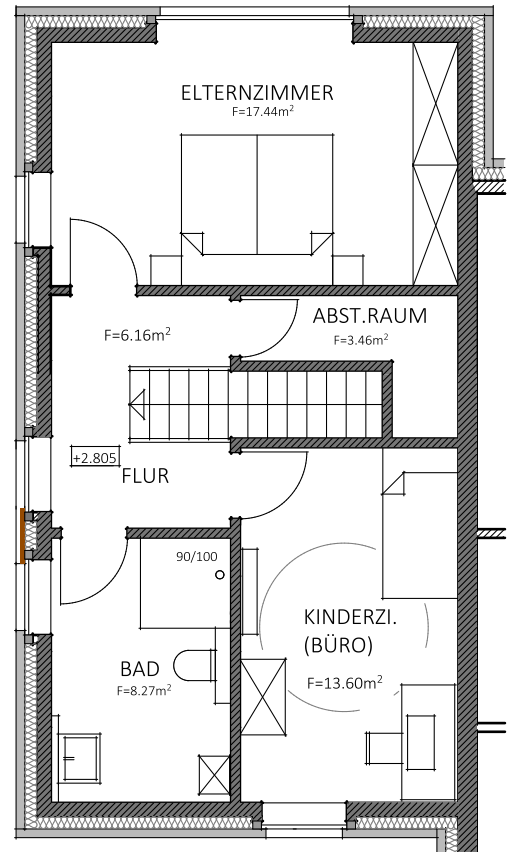 ELTERNZIMMER
F=17.44m²
F=6.16m²
ABST.RAUM
F=3.46m²
+2.805
FLUR
90/100
KINDERZI.
(BÜRO)
F=13.60m²
BAD
F=8.27m²